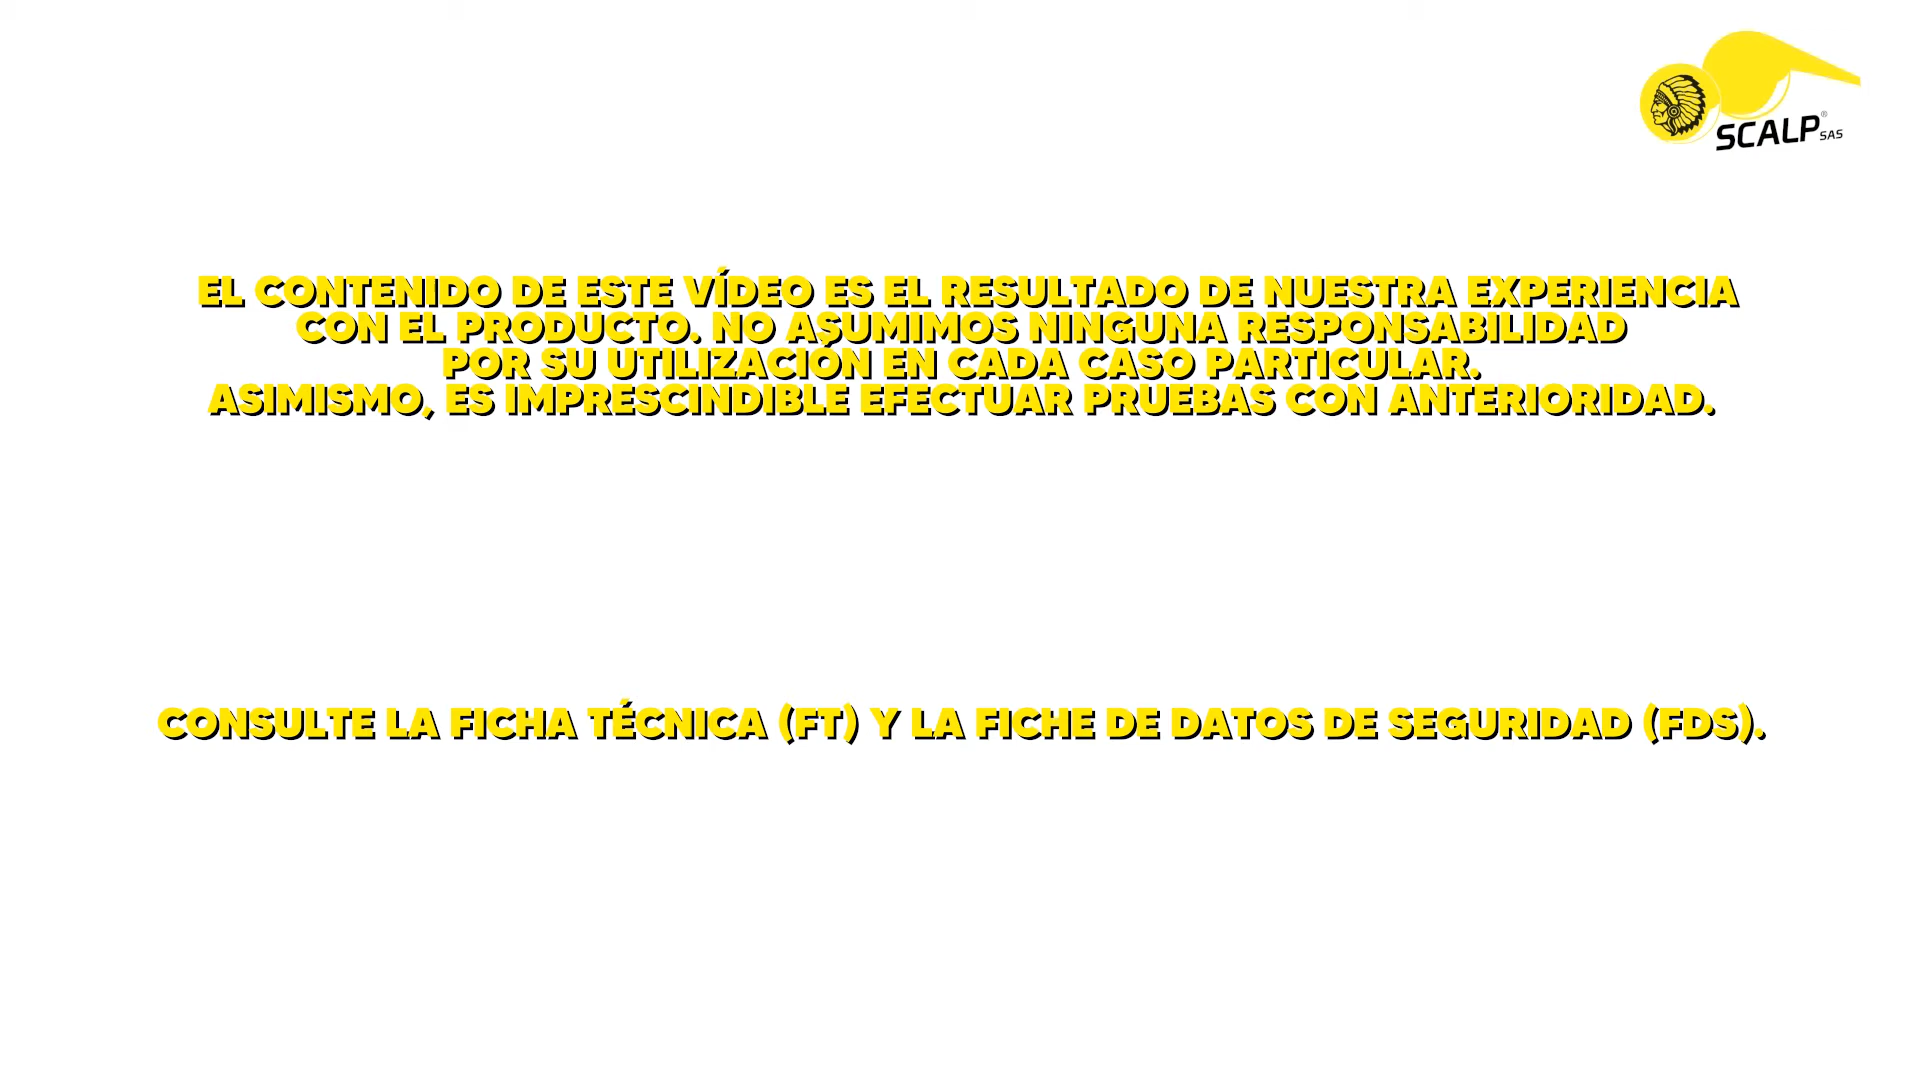 SCALP® SAS
EL CONTENIDO DE ESTE VÍDEO ES EL RESULTADO DE NUESTRA EXPERIENCIA
CON EL PRODUCTO. NO ASUMIMOS NINGUNA RESPONSABILIDAD
POR SU UTILIZACIÓN EN CADA CASO PARTICULAR.
ASIMISMO, ES IMPRESCINDIBLE EFECTUAR PRUEBAS CON ANTERIORIDAD.
CONSULTE LA FICHA TÉCNICA (FT) Y LA FICHE DE DATOS DE SEGURIDAD (FDS).